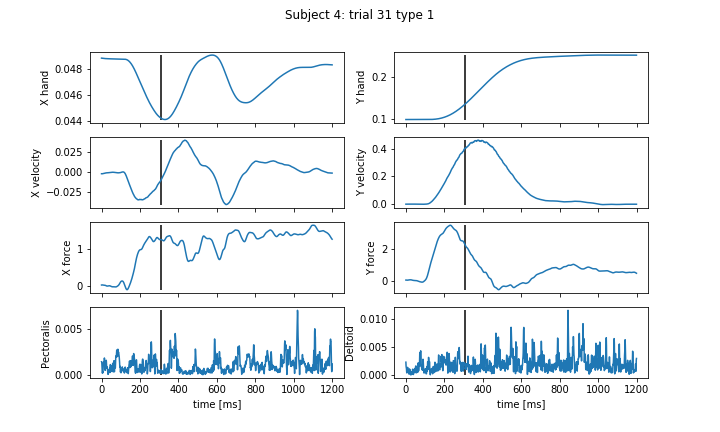 Subject 4: trial 31 type 1
X hand
0.048
0.046
0.044
Y hand
0.2
0.1
X velocity
0.025
0.000
−0.025
Y velocity
0.4
0.2
0.0
X force
1
0
Y force
2
0
Pectoralis
0.005
0.000
0 200 400 600 800 1000 1200
time [ms]
Deltoid
0.010
0.005
0.000
0 200 400 600 800 1000 1200
time [ms]